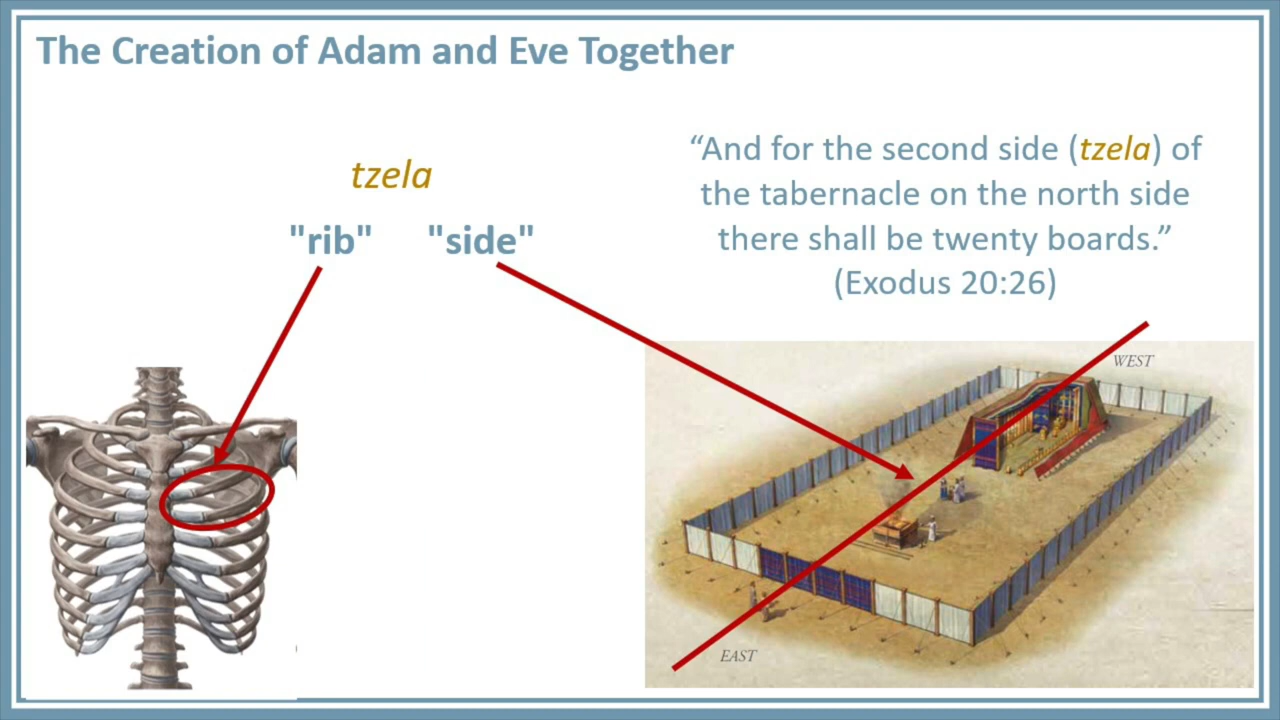 The Creation of Adam and Eve Together
tzela
"rib" "side"
“And for the second side (tzela) of
the tabernacle on the north side
there shall be twenty boards.”
(Exodus 20:26)
WEST
EAST